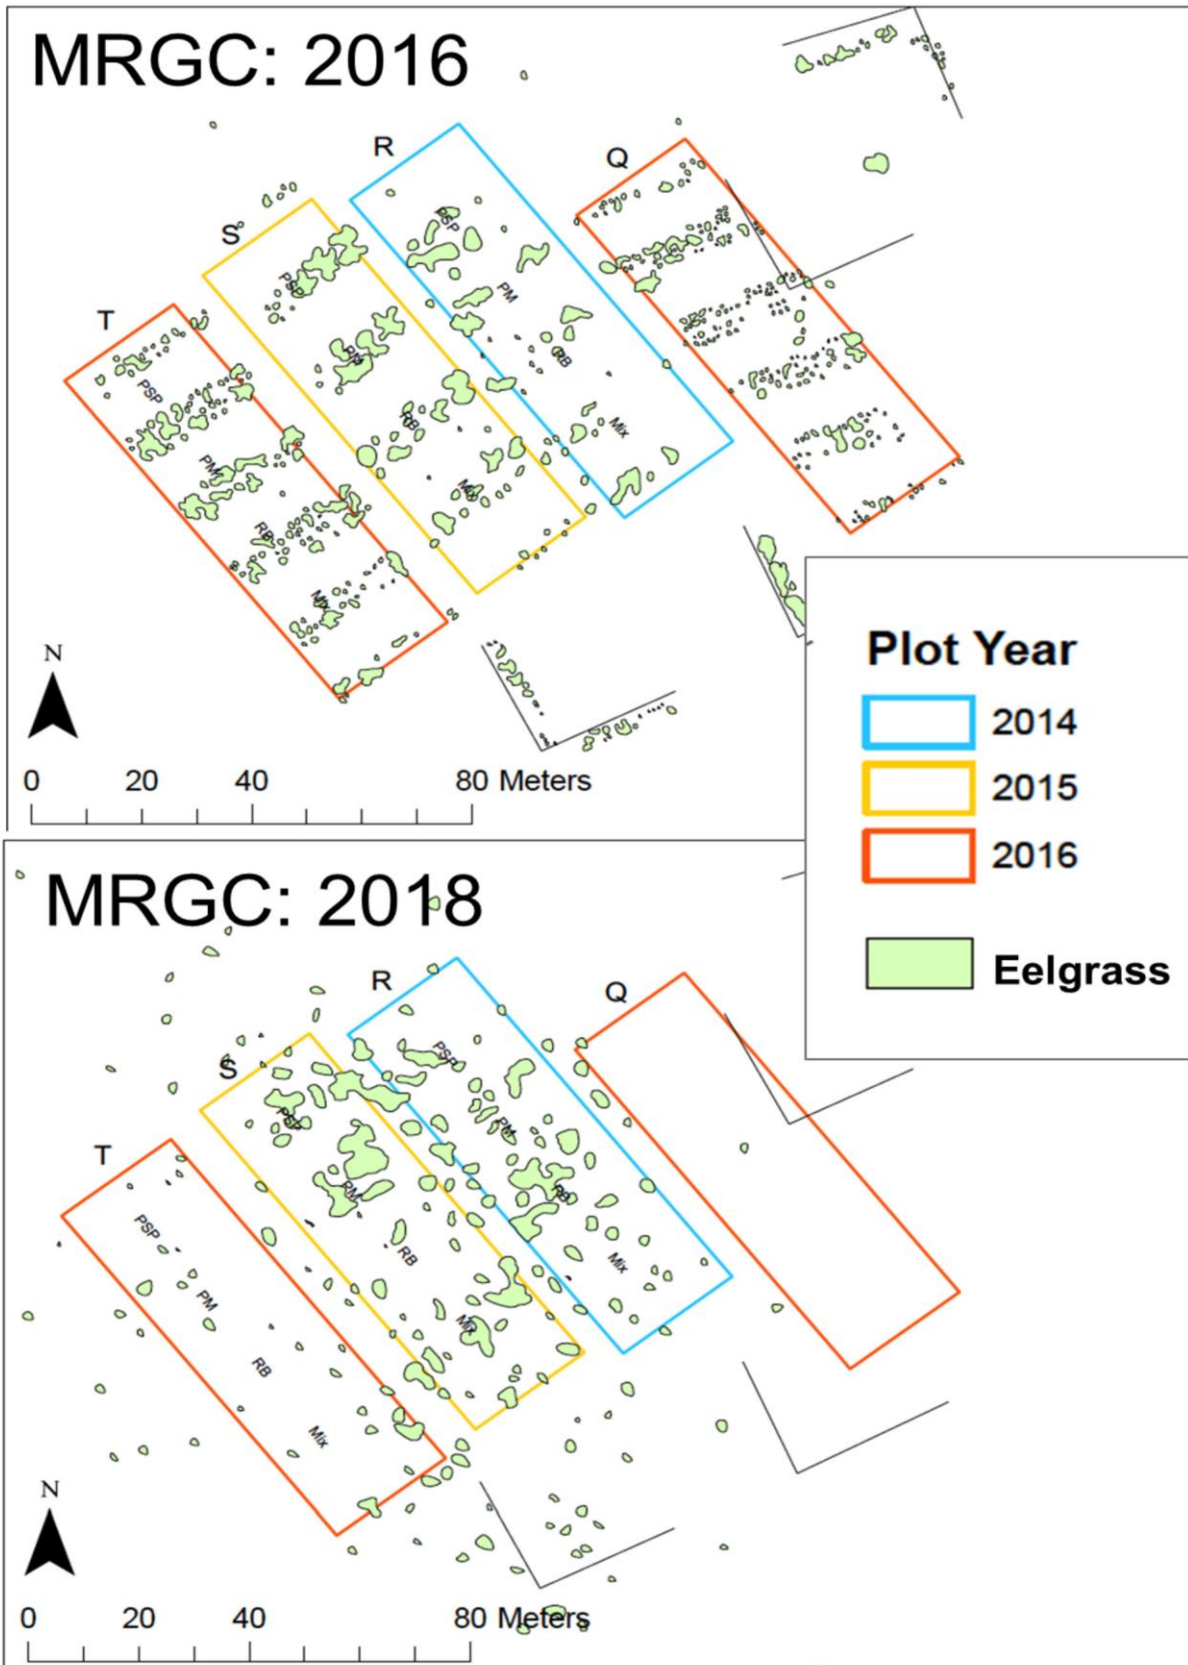 MRGC: 2016
R
Q
S
T
PSP
PM
RB
Mix
PSP
PM
RB
Mix
PSP
PM
RB
Mix
N
0 20 40 80 Meters
Plot Year
2014
2015
2016
Eelgrass
MRGC: 2018
R
Q
S
T
PSP
PM
RB
Mix
PSP
PM
RB
Mix
PSP
PM
RB
Mix
N
0 20 40 80 Meters